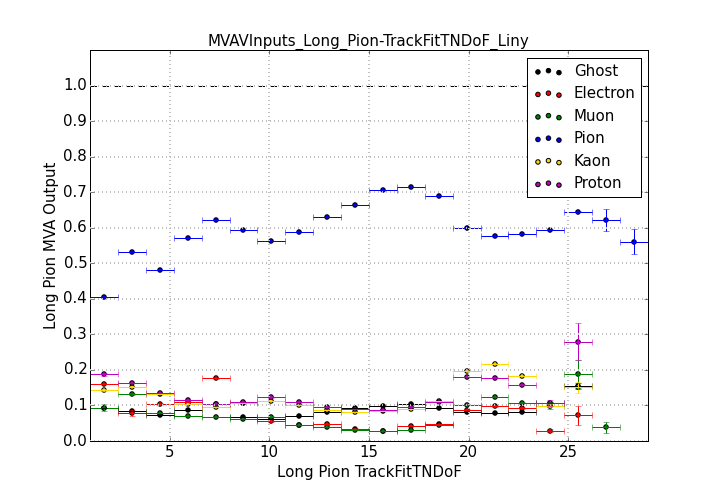 MVAVInputs_Long_Pion-TrackFitTNDoF_Liny
Ghost
Electron
Muon
Pion
Kaon
Proton
Long Pion MVA Output
1.0
0.9
0.8
0.7
0.6
0.5
0.4
0.3
0.2
0.1
0.0
5 10 15 20 25
Long Pion TrackFitTNDoF